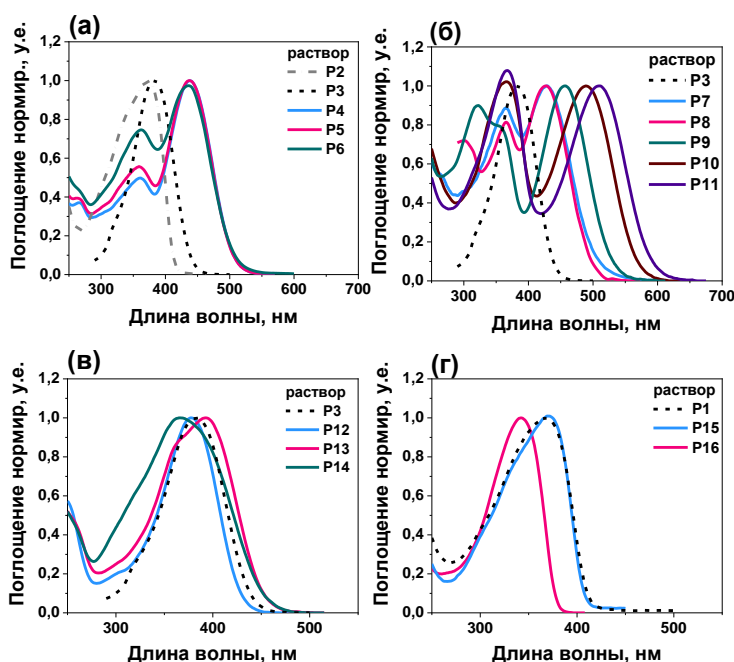 (а)
Поглощение нормир., у.е.
1,2
1,0
0,8
0,6
0,4
0,2
0,0
300 400 500 600 700
Длина волны, нм
раствор
P2
P3
P4
P5
P6
(б)
Поглощение нормир., у.е.
1,2
1,0
0,8
0,6
0,4
0,2
0,0
300 400 500 600 700
Длина волны, нм
раствор
P3
P7
P8
P9
P10
P11
(в)
Поглощение нормир, у.е.
1,2
1,0
0,8
0,6
0,4
0,2
0,0
300 400 500
Длина волны, нм
раствор
P3
P12
P13
P14
(г)
Поглощение нормир, у.е.
1,2
1,0
0,8
0,6
0,4
0,2
0,0
300 400 500
Длина волны, нм
раствор
P1
P15
P16